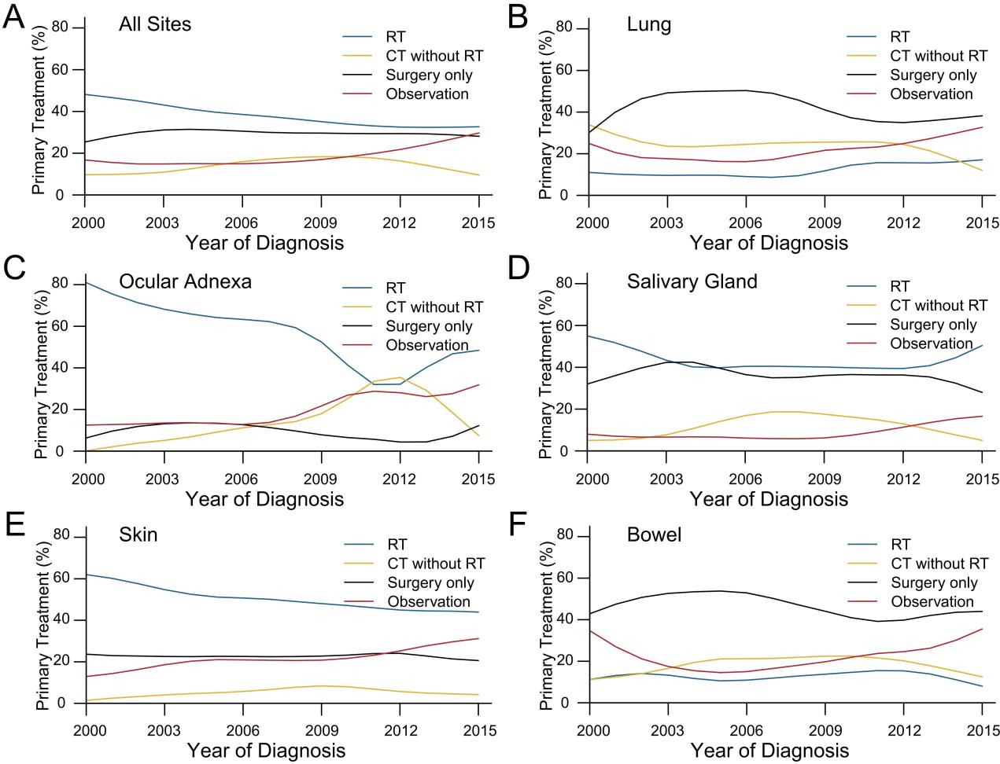 A
All Sites
Primary Treatment (%)
80
60
40
20
0
RT
CT without RT
Surgery only
Observation
2000 2003 2006 2009 2012 2015
Year of Diagnosis
B
Lung
Primary Treatment (%)
80
60
40
20
0
RT
CT without RT
Surgery only
Observation
2000 2003 2006 2009 2012 2015
Year of Diagnosis
C
Ocular Adnexa
Primary Treatment (%)
80
60
40
20
0
RT
CT without RT
Surgery only
Observation
2000 2003 2006 2009 2012 2015
Year of Diagnosis
D
Salivary Gland
Primary Treatment (%)
80
60
40
20
0
RT
CT without RT
Surgery only
Observation
2000 2003 2006 2009 2012 2015
Year of Diagnosis
E
Skin
Primary Treatment (%)
80
60
40
20
0
RT
CT without RT
Surgery only
Observation
2000 2003 2006 2009 2012 2015
Year of Diagnosis
F
Bowel
Primary Treatment (%)
80
60
40
20
0
RT
CT without RT
Surgery only
Observation
2000 2003 2006 2009 2012 2015
Year of Diagnosis